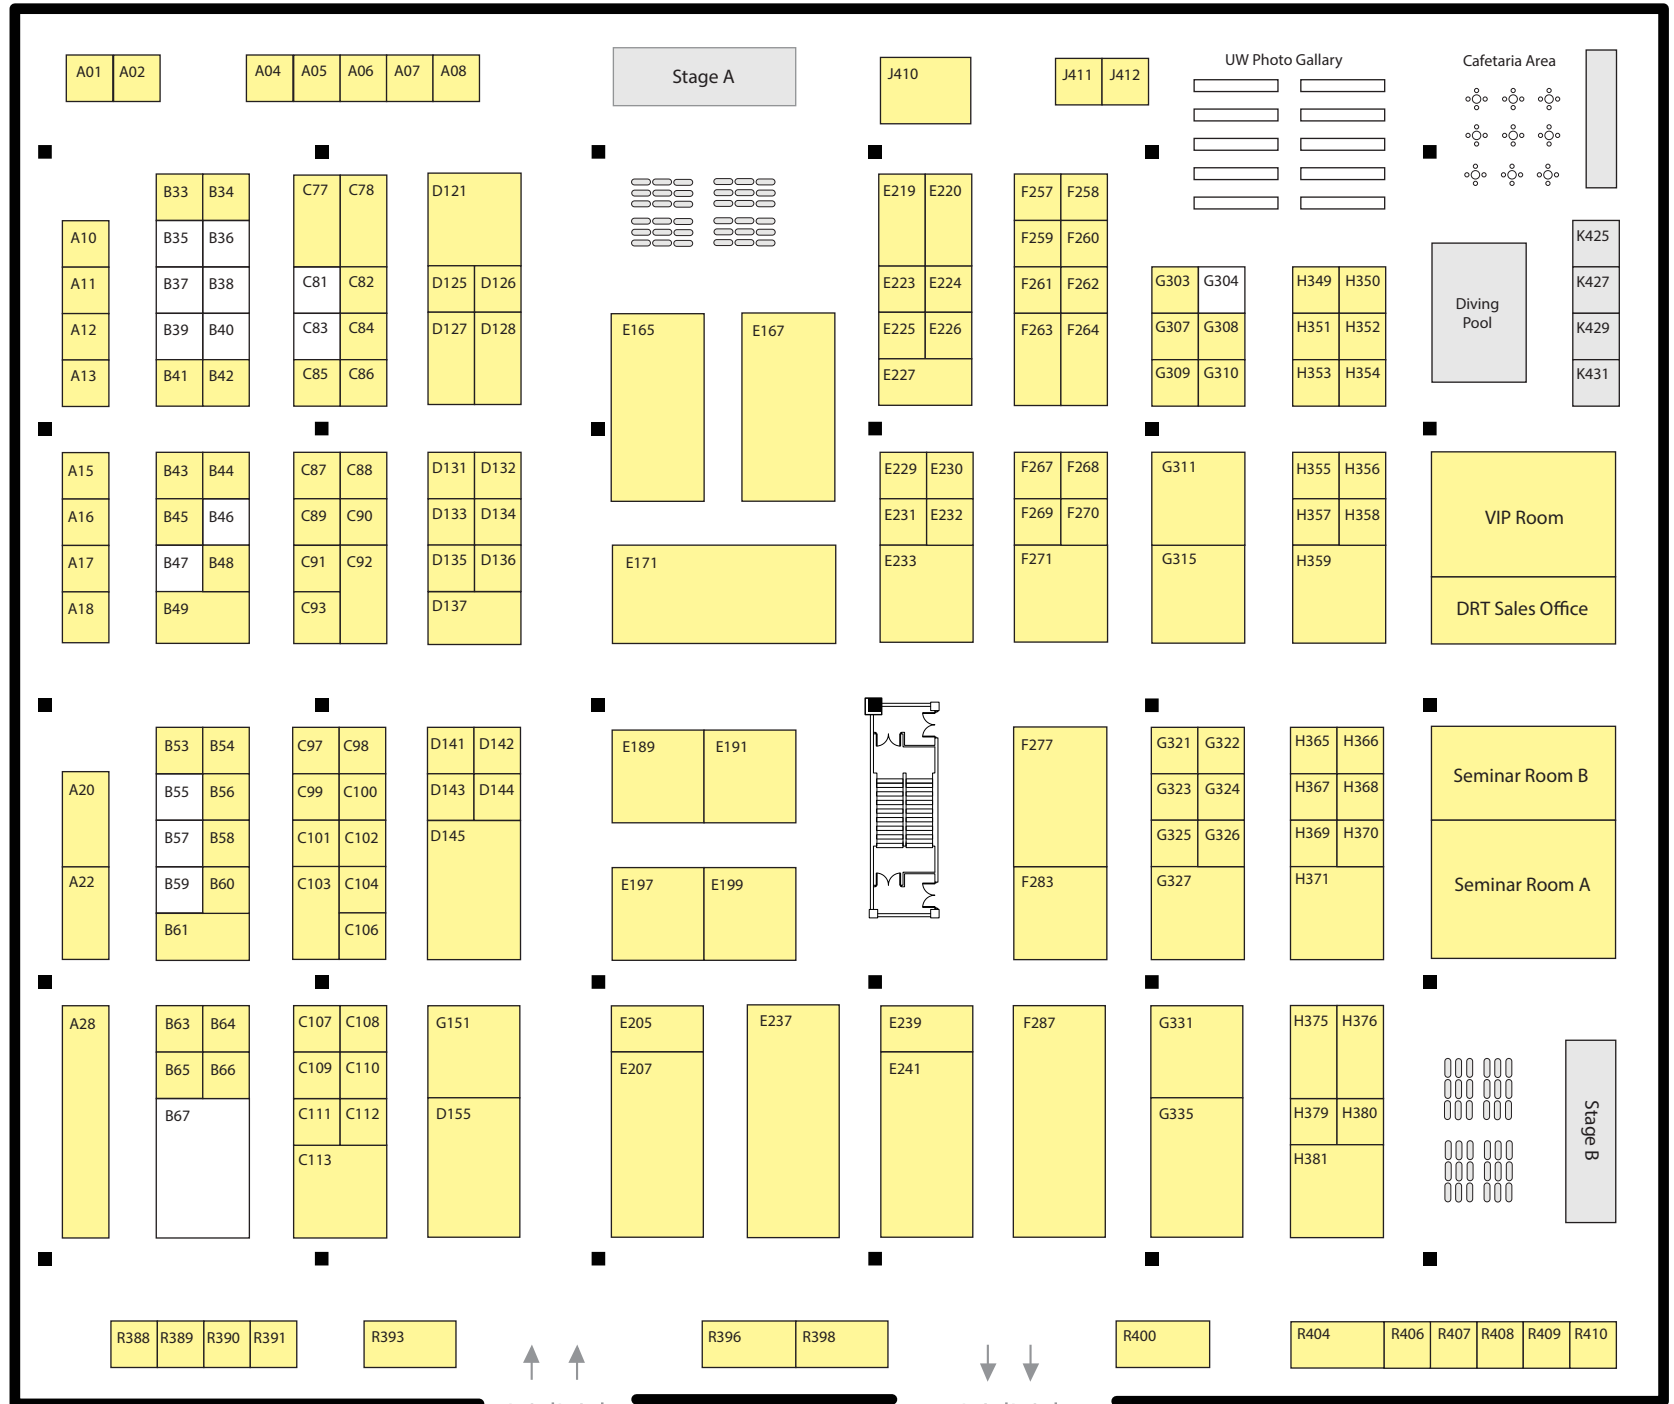 A01 A02 A04 A05 A06 A07 A08 Stage A J410 J411 J412 UW Photo Gallary Cafetaria Area
B33 B34 C77 C78 D121 E219 E220 F257 F258
A10 B35 B36 F259 F260 K425
A11 B37 B38 C81 C82 D125 D126 E223 E224 F261 F262 G303 G304 H349 H350 K427
Diving
Pool
A12 B39 B40 C83 C84 D127 D128 E165 E167 E225 E226 F263 F264 G307 G308 H351 H352 K429
A13 B41 B42 C85 C86 E227 G309 G310 H353 H354 K431
A15 B43 B44 C87 C88 D131 D132 E229 E230 F267 F268 G311 H355 H356
A16 B45 B46 C89 C90 D133 D134 E231 E232 F269 F270 H357 H358 VIP Room
A17 B47 B48 C91 C92 D135 D136 E171 E233 F271 G315 H359
A18 B49 C93 D137 DRT Sales Office
B53 B54 C97 C98 D141 D142 E189 E191 F277 G321 G322 H365 H366
A20 B55 B56 C99 C100 D143 D144 G323 G324 H367 H368 Seminar Room B
B57 B58 C101 C102 D145 G325 G326 H369 H370
A22 B59 B60 C103 C104 E197 E199 F283 G327 H371 Seminar Room A
B61 C106
A28 B63 B64 C107 C108 G151 E205 E237 E239 F287 G331 H375 H376
B65 B66 C109 C110 E207 E241
B67 C111 C112 D155 G335 H379 H380 Stage B
C113 H381
R388 R389 R390 R391 R393 R396 R398 R400 R404 R406 R407 R408 R409 R410